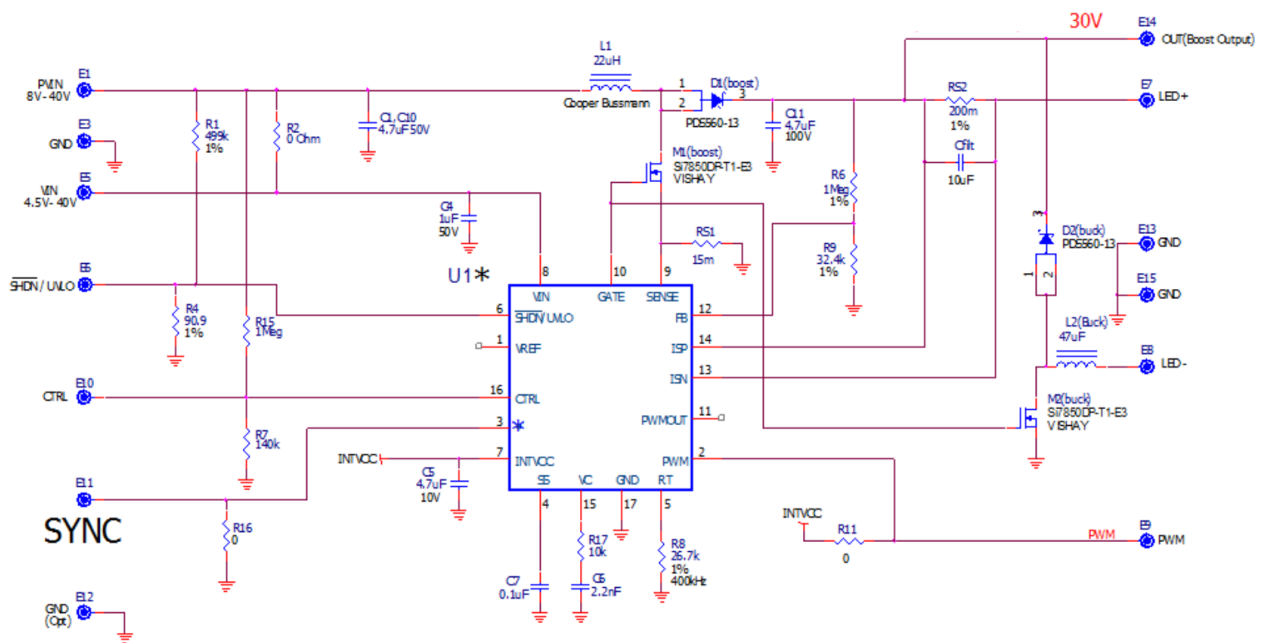 30V
E14
OUT(Boost Output)
L1
22uH
Cooper Bussmann
E1
PVIN
8V- 40V
1
2
D1(boost)
3
PDS560-13
RS2
200m
1%
E7
LED+
R1
499k
1%
R2
0 Ohm
C1,C10
4.7uF 50V
C11
4.7uF
100V
Cfilt
10uF
E3
GND
M1(boost)
Si7850DP-T1-E3
VISHAY
R6
1Meg
1%
E5
VIN
4.5V- 40V
C4
1uF
50V
RS1
15m
R9
32.4k
1%
3
D2(buck)
PDS560-13
1
2
E13
GND
E15
GND
U1*
8
10
9
VIN
GATE
SENSE
E6
SHDN/ UVLO
R4
90.9
1%
R15
1Meg
6
SHDN/UVLO
FB
12
1
VREF
ISP
14
L2(Buck)
47uF
E8
LED-
ISN
13
E10
CTRL
16
CTRL
PWMOUT
11
M2(buck)
Si7850DP-T1-E3
VISHAY
R7
140k
3
*
INTVCC
7
INTVCC
PWM
2
C5
4.7uF
10V
SS
VC
GND
RT
4
15
17
5
E11
SYNC
R16
0
R17
10k
R8
26.7k
1%
400kHz
INTVCC
R11
0
PWM
E9
PWM
C7
0.1uF
C6
2.2nF
E12
GND
(Opt)